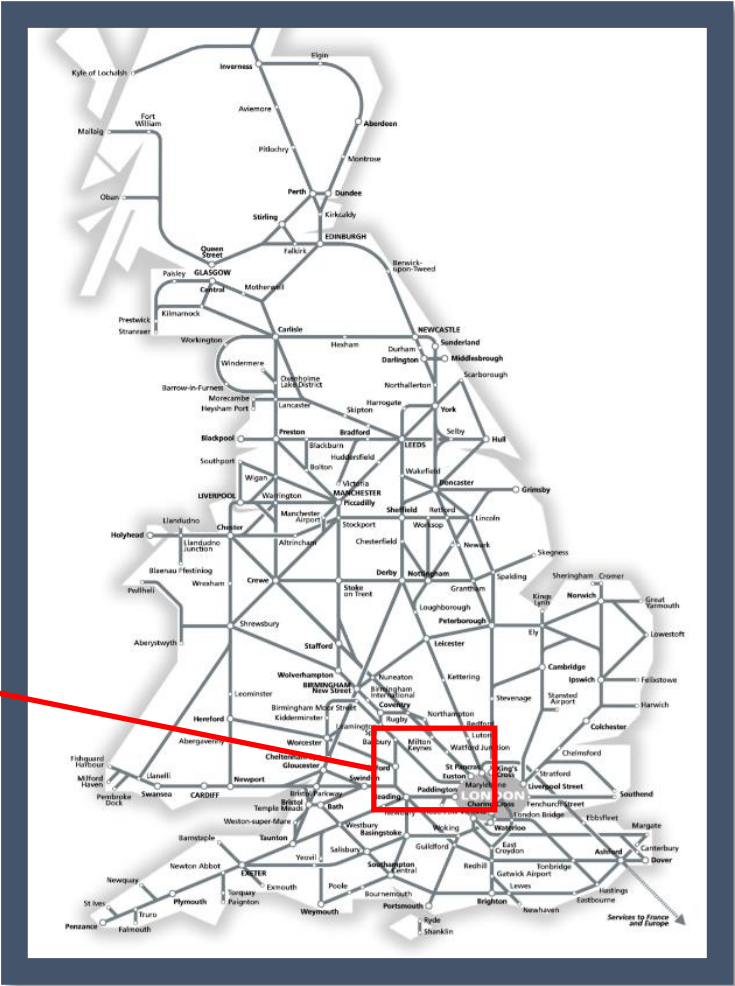 Elgin
Inverness
Kyle of Lochalsh
Aviemore
Fort
William
Aberdeen
Mallaig
Pitlochry
Montrose
Perth
Dundee
Oban
Stirling
Kirkcaldy
EDINBURGH
Queen
Street
Falkirk
GLASGOW
Central
Berwick-
upon-Tweed
Paisley
Motherwell
Kilmarnock
Prestwick
Stranraer
Carlisle
NEWCASTLE
Workington
Hexham
Sunderland
Durham
Darlington
Middlesbrough
Windermere
Scarborough
Oxenholme
Lake District
Barrow-in-Furness
Northallerton
Morecambe
Heysham Port
Lancaster
Harrogate
York
Skipton
Blackpool
Preston
Bradford
Selby
Hull
Blackburn
LEEDS
Southport
Bolton
Huddersfield
Wigan
Wakefield
Victoria
MANCHESTER
Piccadilly
Doncaster
Grimsby
LIVERPOOL
Warrington
Manchester
Airport
Sheffield
Retford
Stockport
Worksop
Lincoln
Llandudno
Holyhead
Chester
Llandudno
Junction
Altrincham
Chesterfield
Newark
Skegness
Blaenau Ffestiniog
Wrexham
Crewe
Derby
Nottingham
Spalding
Sheringham
Cromer
Pwllheli
Stoke
on Trent
Grantham
Kings
Lynn
Norwich
Great
Yarmouth
Loughborough
Shrewsbury
Peterborough
Ely
Lowestoft
Aberystwyth
Stafford
Leicester
Wolverhampton
Nuneaton
Kettering
Cambridge
BIRMINGHAM
New Street
Birmingham
International
Ipswich
Felixstowe
Leominster
Stevenage
Stansted
Airport
Birmingham Moor Street
Coventry
Kidderminster
Rugby
Northampton
Harwich
Hereford
Bedford
Colchester
Worcester
Milton
Keynes
Luton
Abergavenny
Watford Junction
Chelmsford
Fishguard
Harbour
Gloucester
St Pancras
King's
Cross
Euston
Stratford
Milford
Haven
Llanelli
Newport
Swindon
Marylebone
Liverpool Street
Pembroke
Dock
Swansea
CARDIFF
Bristol Parkway
Paddington
LONDON
Southend
Bristol
Temple Meads
Bath
Charing Cross
Fenchurch Street
Weston-super-Mare
London Bridge
Ebbsfleet
Westbury
Basingstoke
Woking
Waterloo
Margate
Barnstaple
Taunton
Salisbury
Guildford
East
Croydon
Canterbury
Yeovil
Ashford
Dover
Newton Abbot
Southampton
Central
Redhill
Tonbridge
EXETER
Gatwick Airport
Newquay
Exmouth
Poole
Lewes
Hastings
Torquay
Paignton
Bournemouth
Eastbourne
St Ives
Plymouth
Weymouth
Portsmouth
Brighton
Newhaven
Truro
Penzance
Falmouth
Ryde
Shanklin
Services to France
and Europe